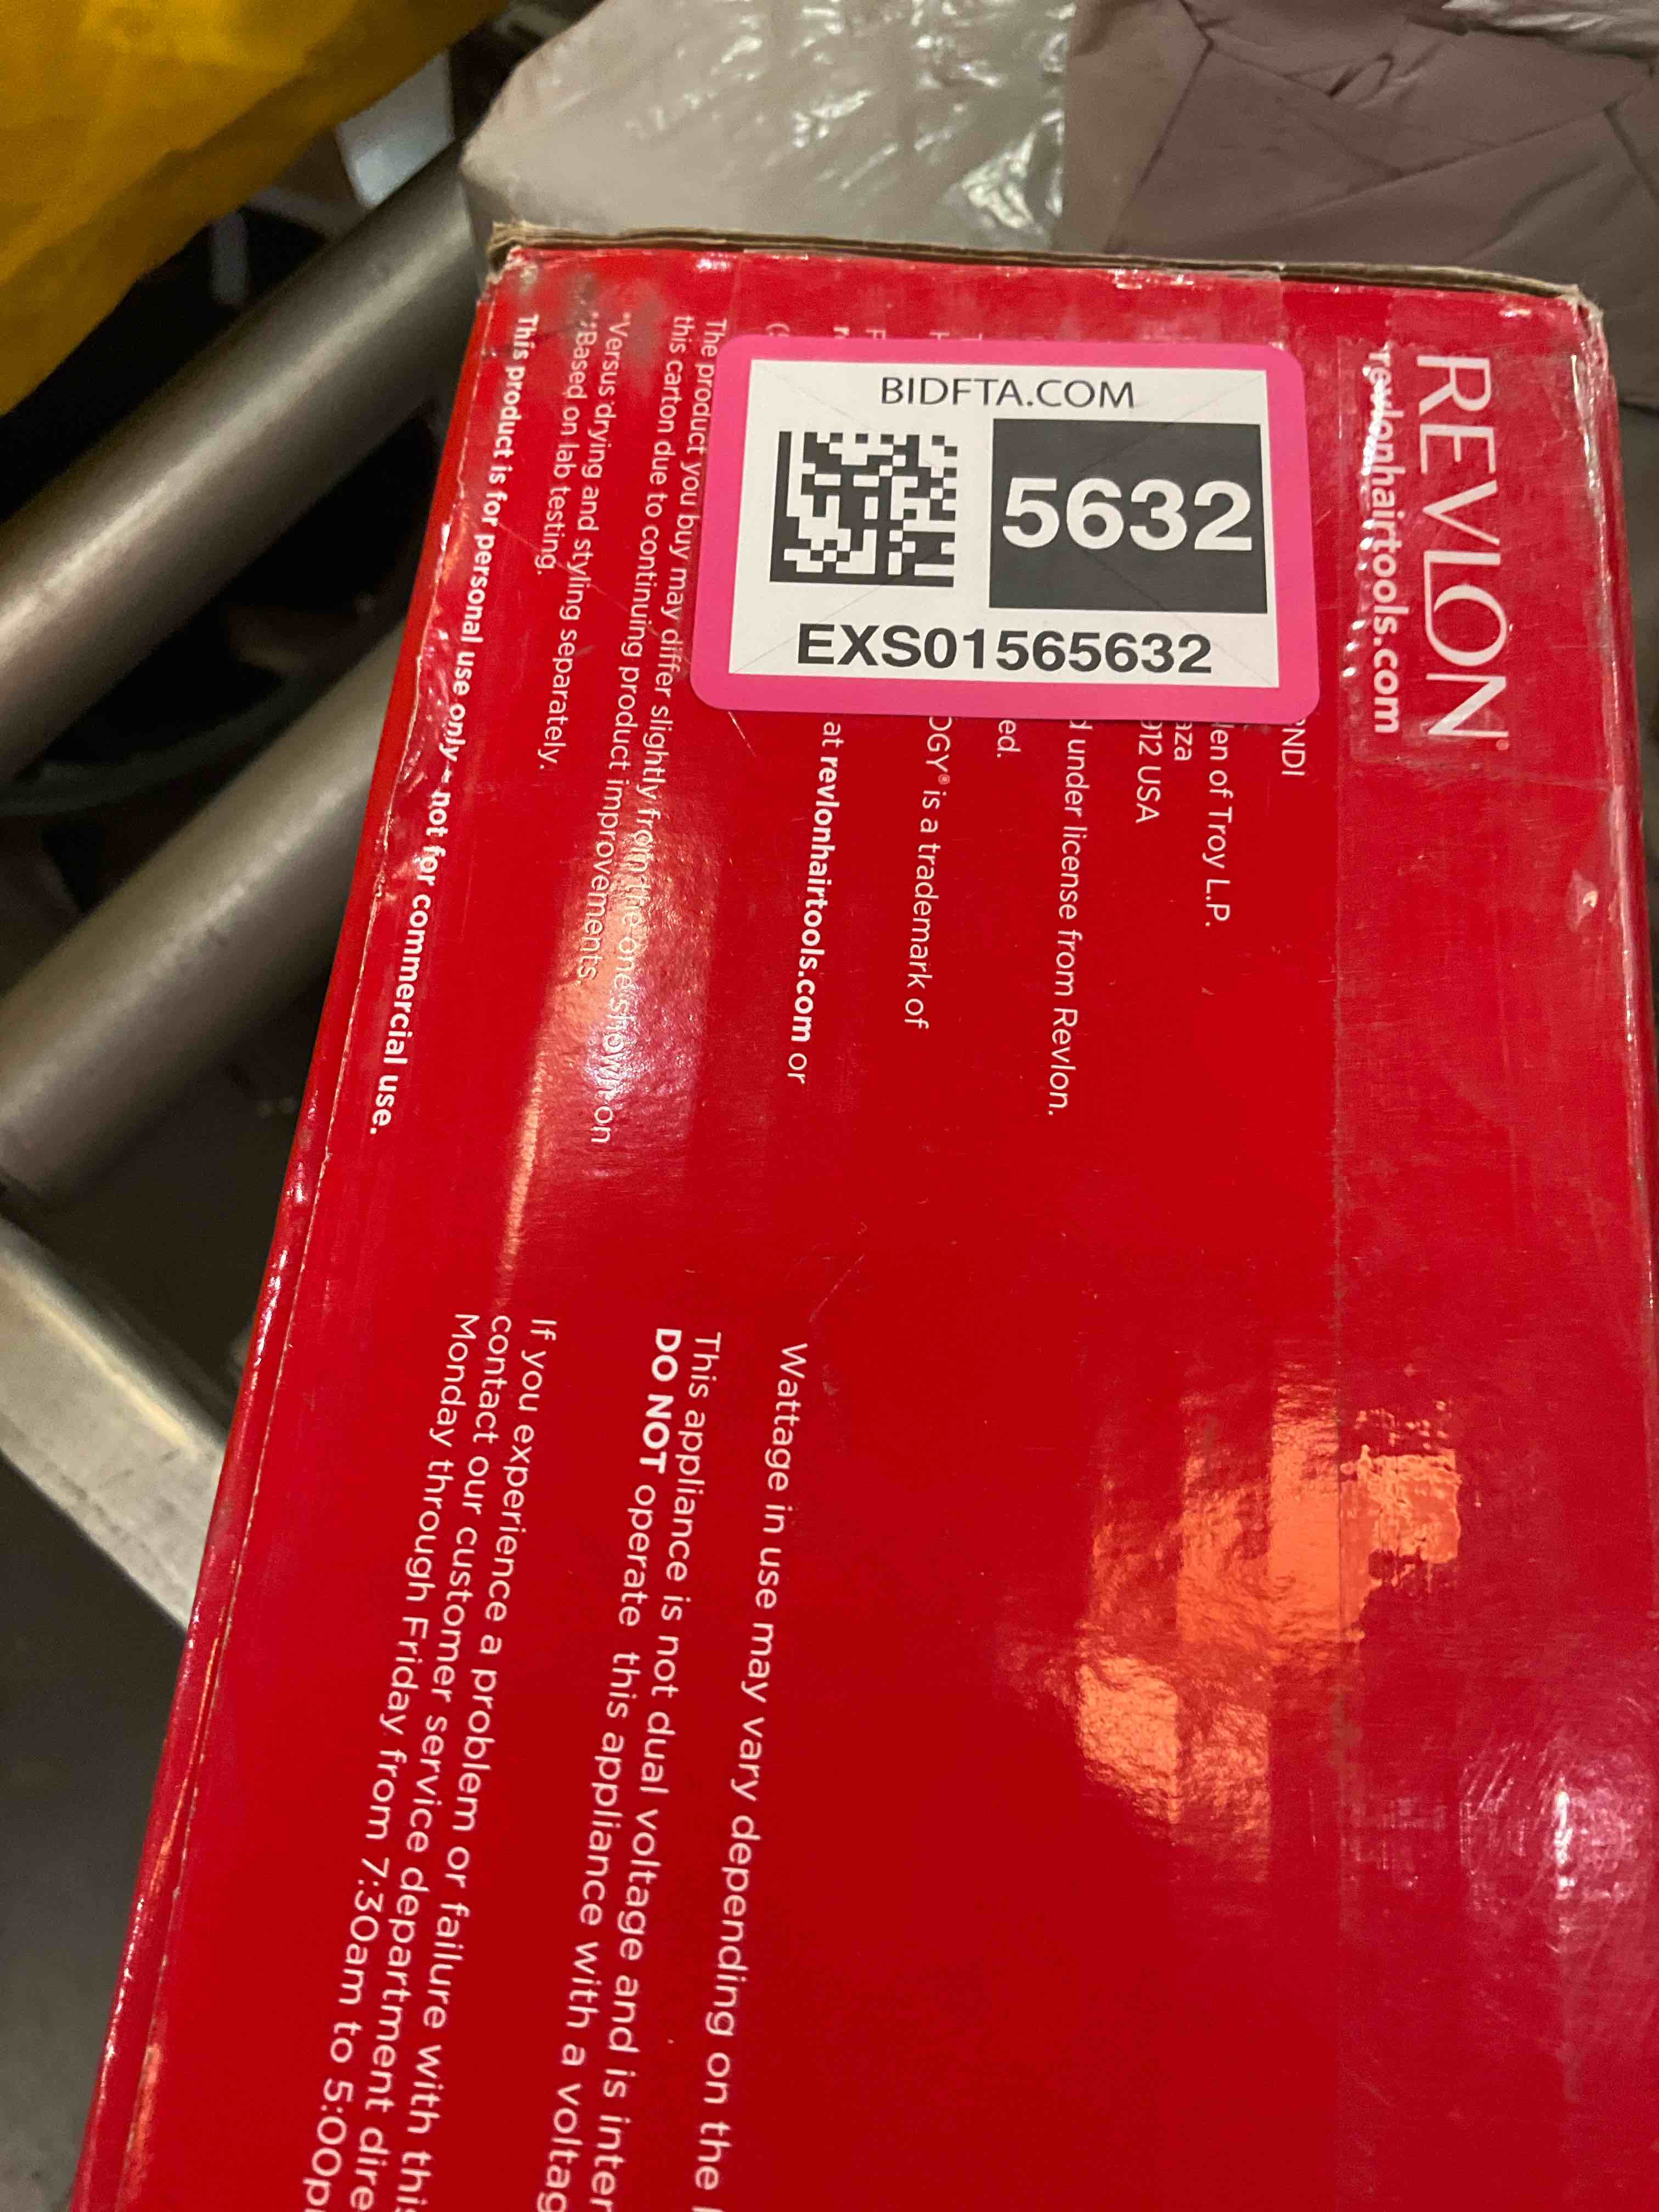 BIDFTA.COM
5632
EXS01565632
REVLON®
revlonhairtools.com
NDI
len of Troy L.P.
aza
912 USA
d under license from Revlon.
ed.
OGY® is a trademark of
at revlonhairtools.com or
The product you buy may differ slightly from the one shown on
this carton due to continuing product improvements.
*Versus drying and styling separately.
**Based on lab testing.
This product is for personal use only - not for commercial use.
Wattage in use may vary depending on the
This appliance is not dual voltage and is inter
DO NOT operate this appliance with a voltag
If you experience a problem or failure with this
contact our customer service department dire
Monday through Friday from 7:30am to 5:00p